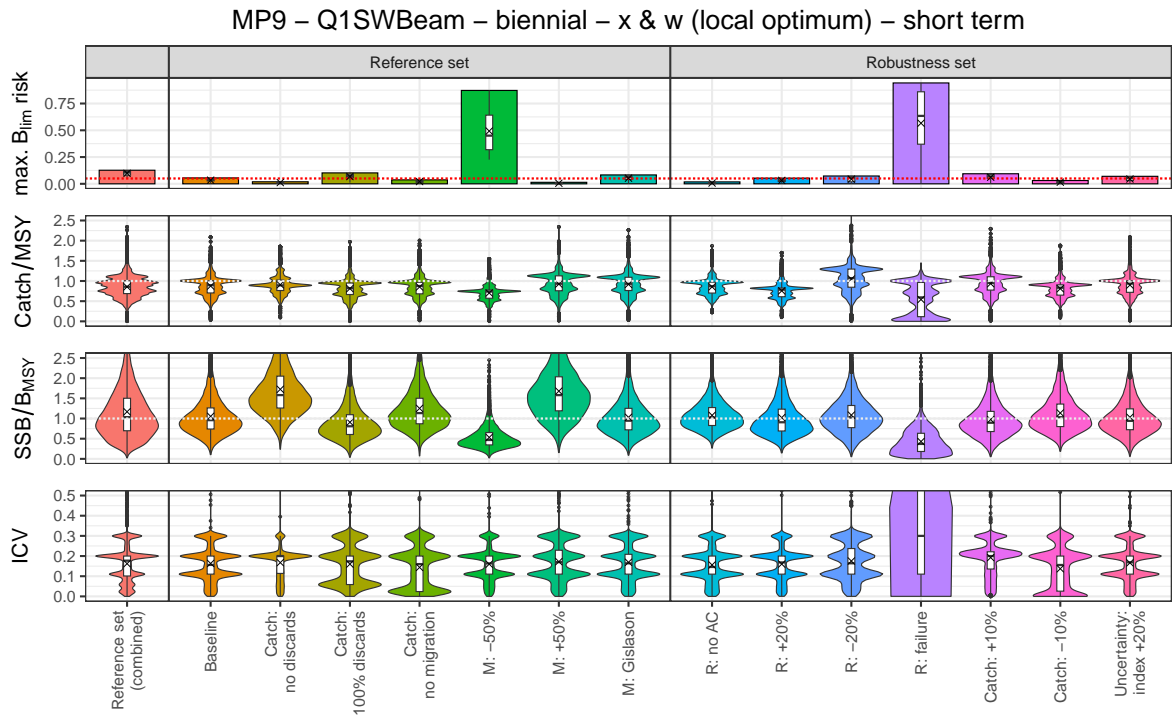 MP9 – Q1SWBeam – biennial – x & w (local optimum) – short term
Reference set
Robustness set
max. Blim risk
0.75
0.50
0.25
0.00
Catch/MSY
2.5
2.0
1.5
1.0
0.5
0.0
SSB/BMSY
2.5
2.0
1.5
1.0
0.5
0.0
ICV
0.5
0.4
0.3
0.2
0.1
0.0
Reference set
(combined)
Baseline
Catch:
no discards
Catch:
100% discards
Catch:
no migration
M: −50%
M: +50%
M: Gislason
R: no AC
R: +20%
R: −20%
R: failure
Catch: +10%
Catch: −10%
Uncertainty:
index +20%